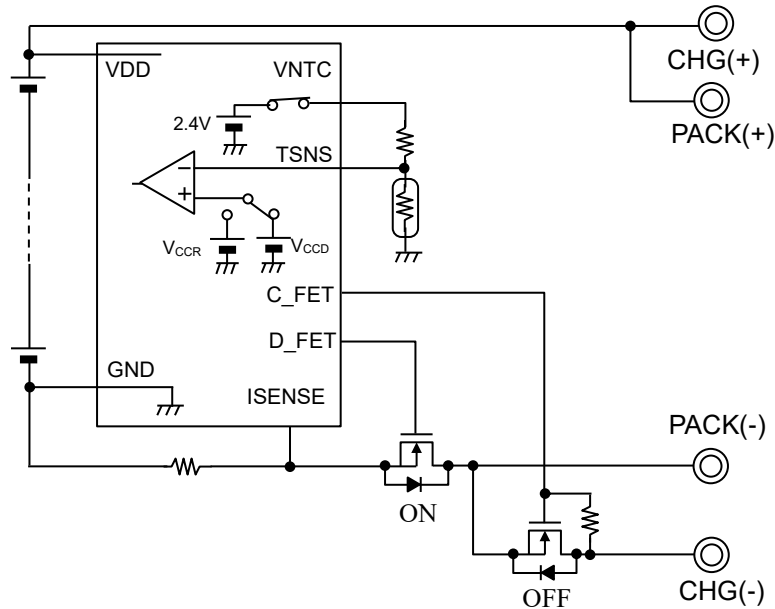 CHG(+)
VDD
VNTC
PACK(+)
2.4V
TSNS
−
+
VCCR
VCCD
C_FET
D_FET
GND
ISENSE
PACK(-)
ON
CHG(-)
OFF